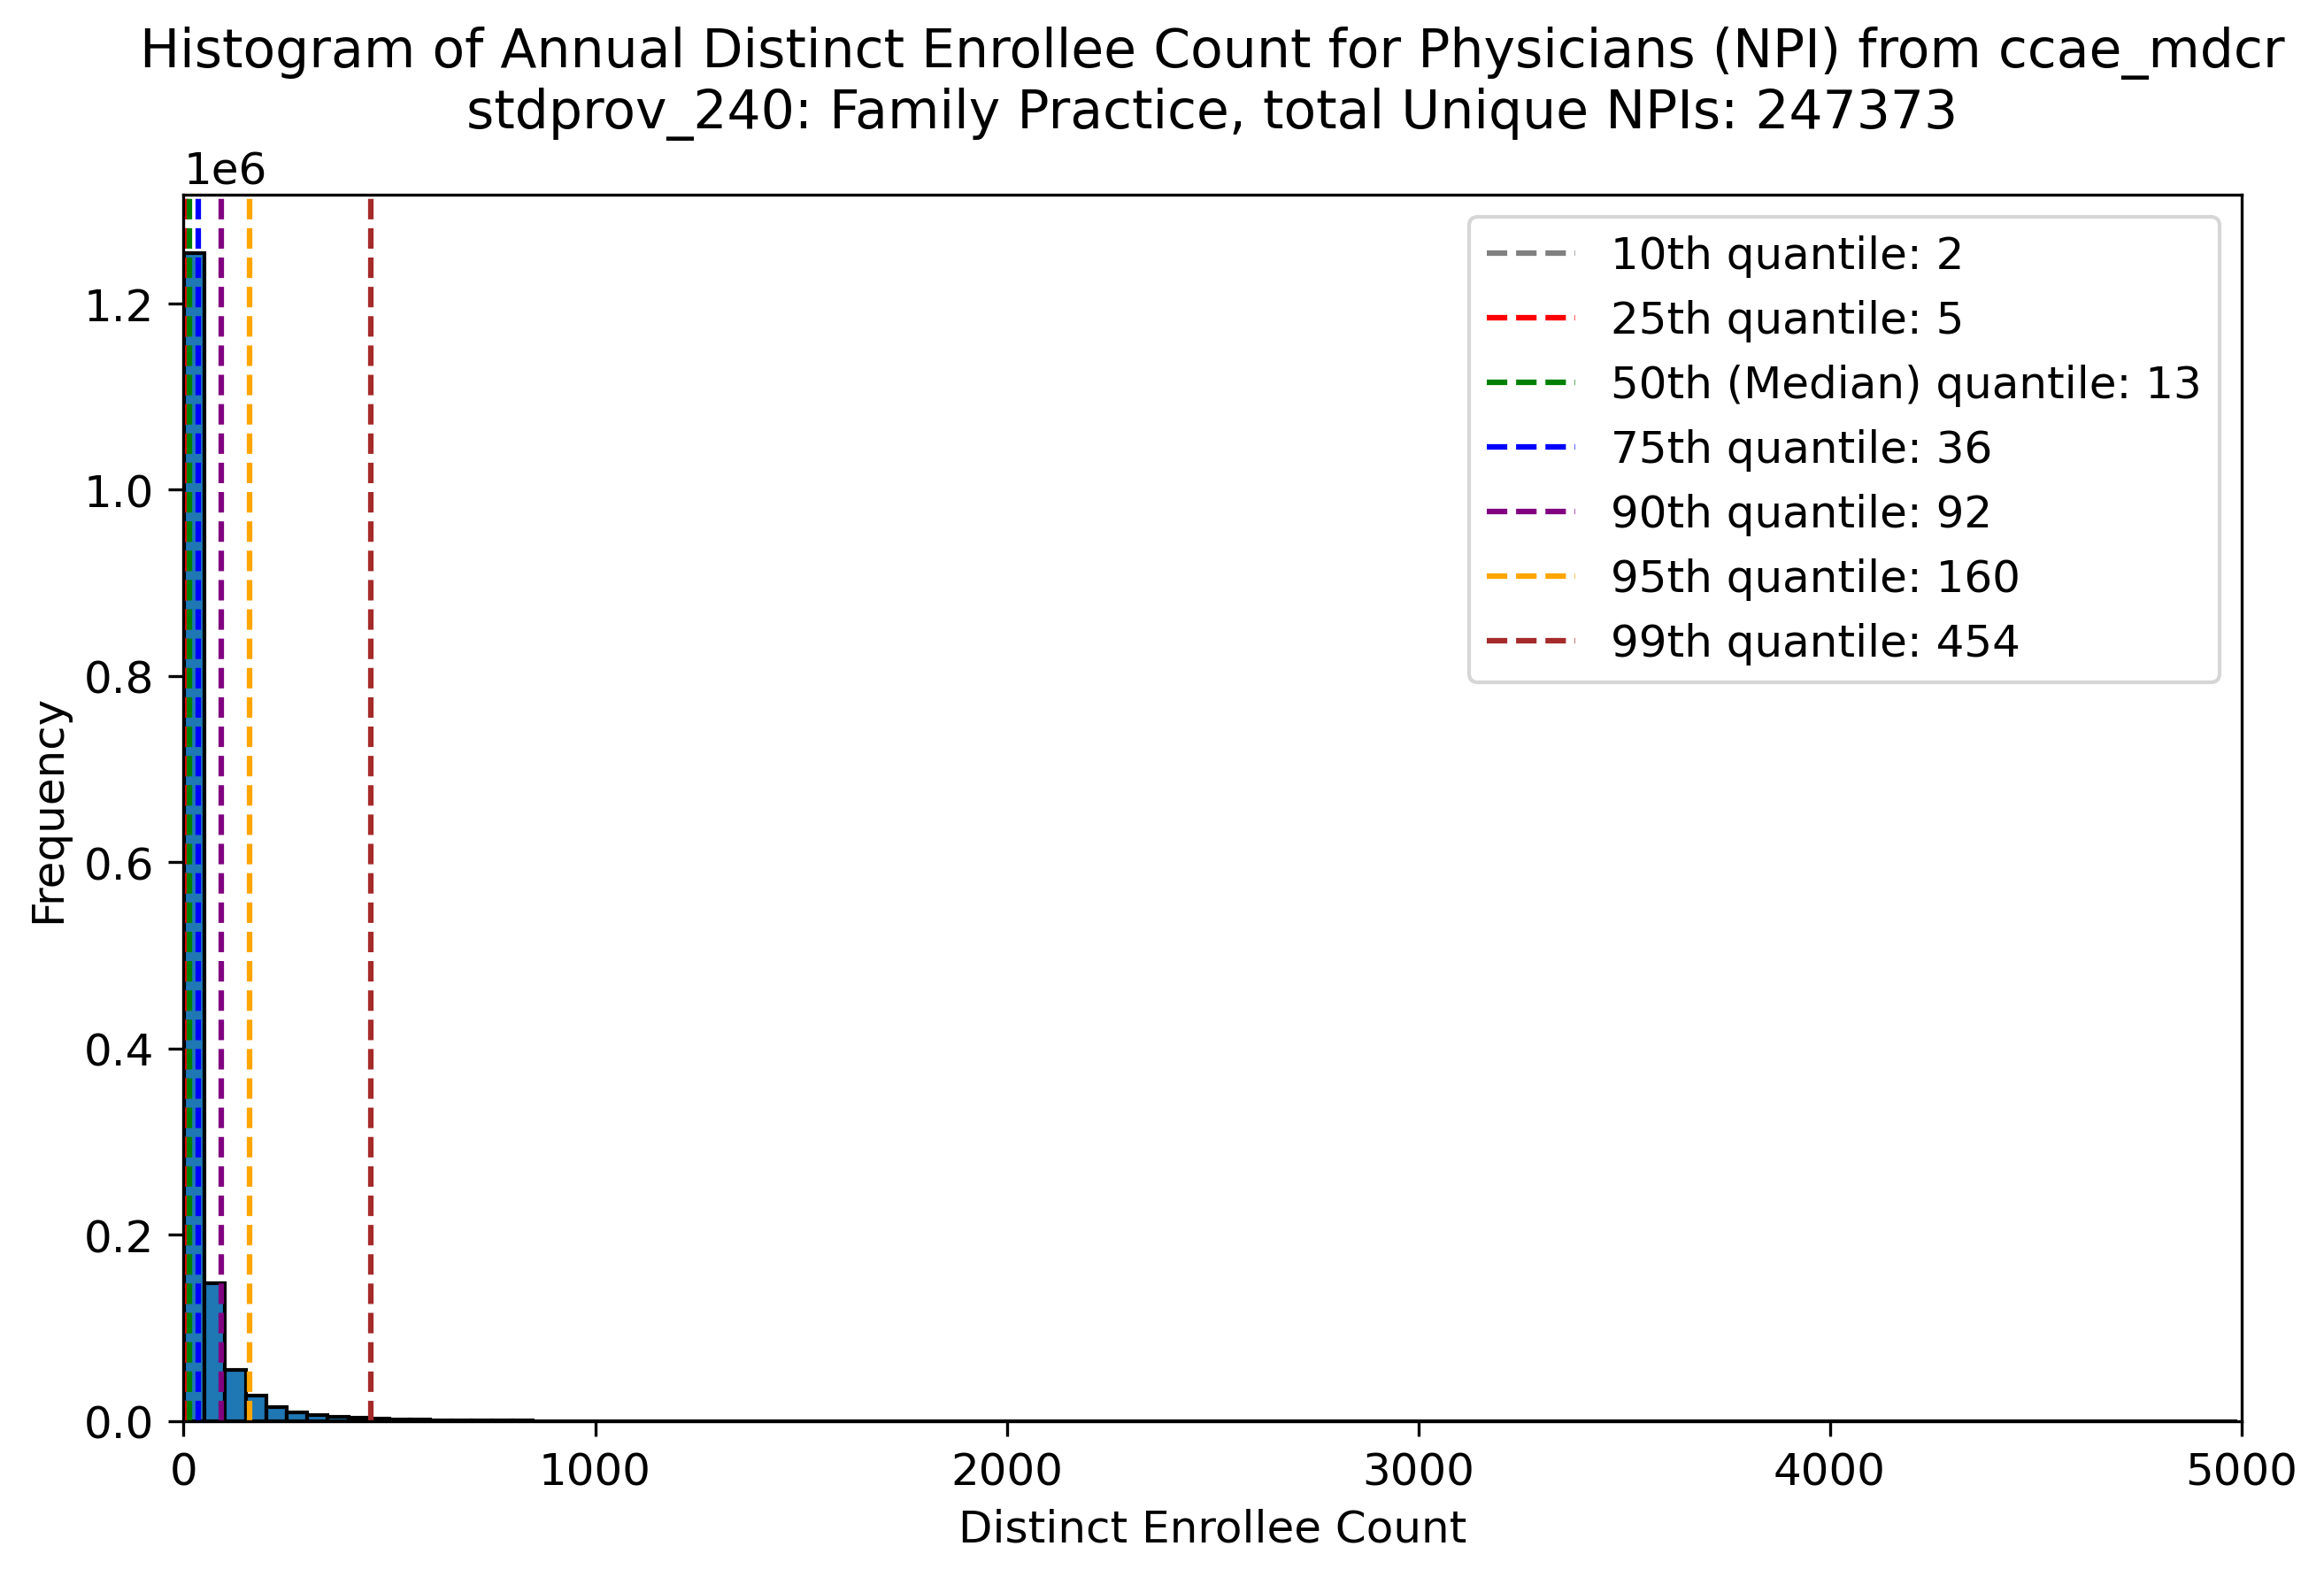 Histogram of Annual Distinct Enrollee Count for Physicians (NPI) from ccae_mdcr
stdprov_240: Family Practice, total Unique NPIs: 247373
1e6
10th quantile: 2
25th quantile: 5
50th (Median) quantile: 13
75th quantile: 36
90th quantile: 92
95th quantile: 160
99th quantile: 454
1.2
1.0
0.8
0.6
0.4
0.2
0.0
Frequency
0 1000 2000 3000 4000 5000
Distinct Enrollee Count